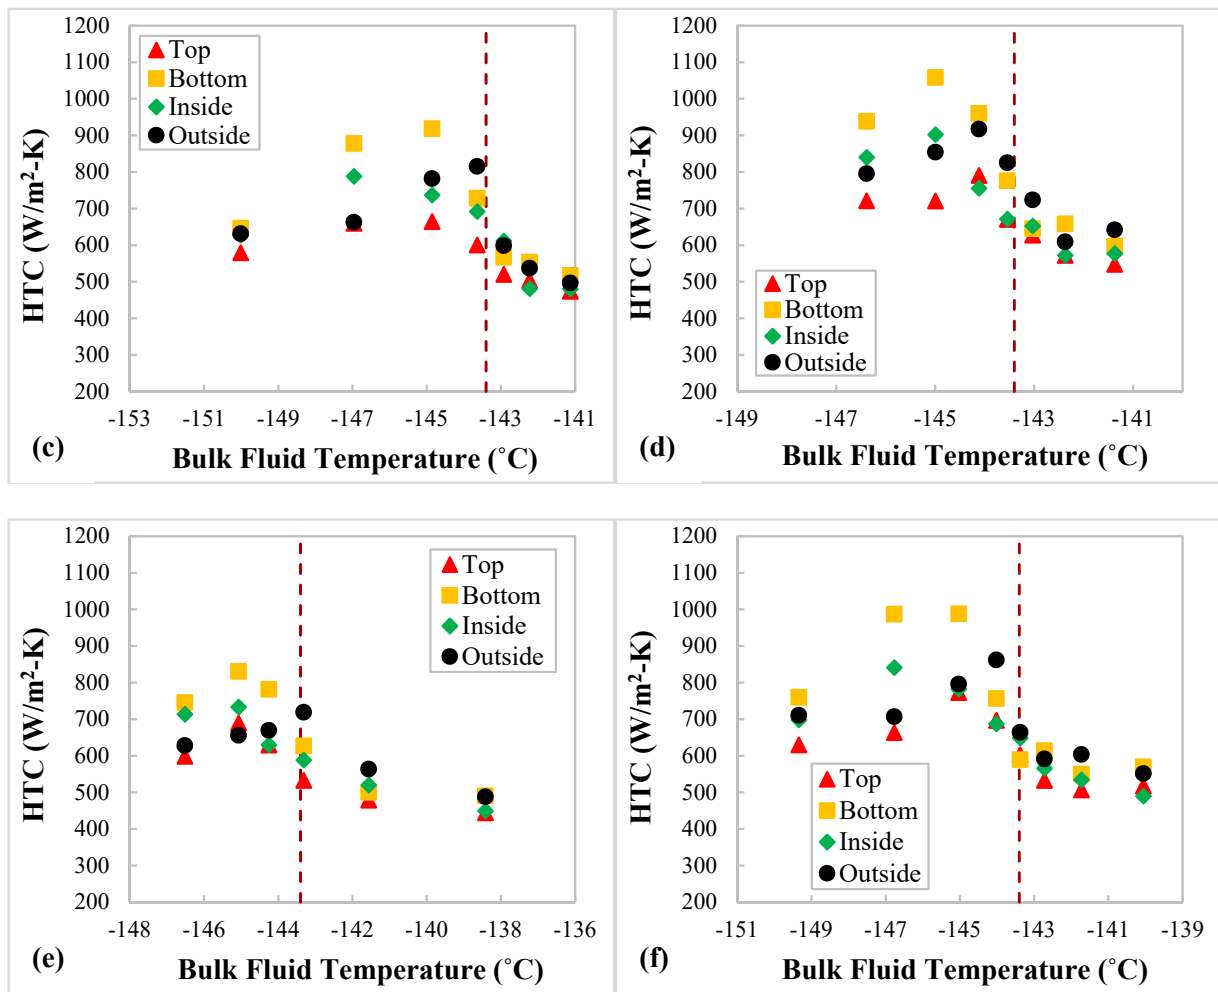 1200
1100
1000
900
800
700
600
500
400
300
200
HTC (W/m²-K)
Top
Bottom
Inside
Outside
-153 -151 -149 -147 -145 -143 -141
(c)
Bulk Fluid Temperature (˚C)
1200
1100
1000
900
800
700
600
500
400
300
200
HTC (W/m²-K)
Top
Bottom
Inside
Outside
-149 -147 -145 -143 -141
(d)
Bulk Fluid Temperature (˚C)
1200
1100
1000
900
800
700
600
500
400
300
200
HTC (W/m²-K)
Top
Bottom
Inside
Outside
-148 -146 -144 -142 -140 -138 -136
(e)
Bulk Fluid Temperature (˚C)
1200
1100
1000
900
800
700
600
500
400
300
200
HTC (W/m²-K)
Top
Bottom
Inside
Outside
-151 -149 -147 -145 -143 -141 -139
(f)
Bulk Fluid Temperature (˚C)